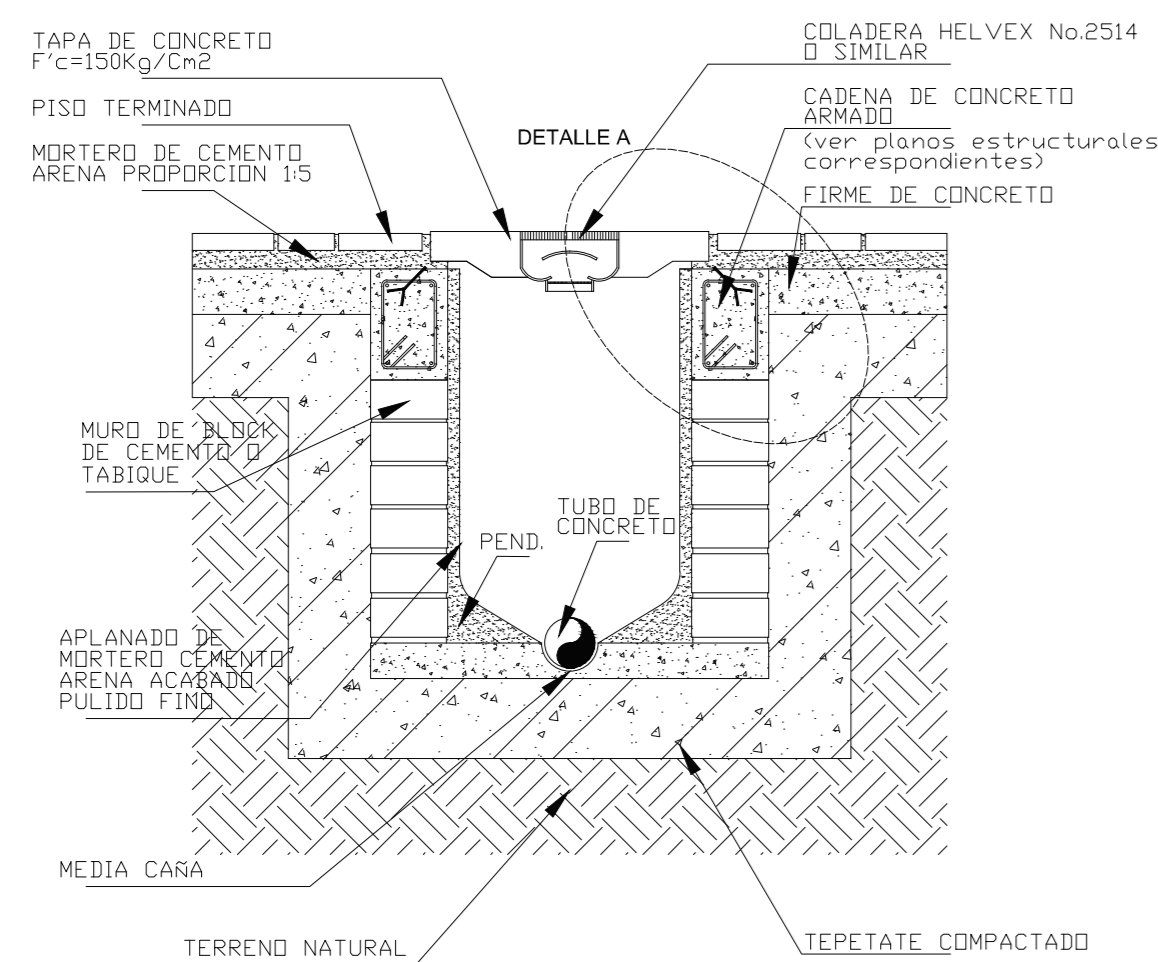 TAPA DE CONCRETO
F'c=150Kg/Cm2
PISO TERMINADO
MORTERO DE CEMENTO
ARENA PROPORCION 1:5
DETALLE A
COLADERA HELVEX No.2514
O SIMILAR
CADENA DE CONCRETO
ARMADO
(ver planos estructurales
correspondientes)
FIRME DE CONCRETO
MURO DE BLOCK
DE CEMENTO O
TABIQUE
TUBO DE
CONCRETO
PEND.
APLANADO DE
MORTERO CEMENTO
ARENA ACABADO
PULIDO FINO
MEDIA CAÑA
TERRENO NATURAL
TEPETATE COMPACTADO